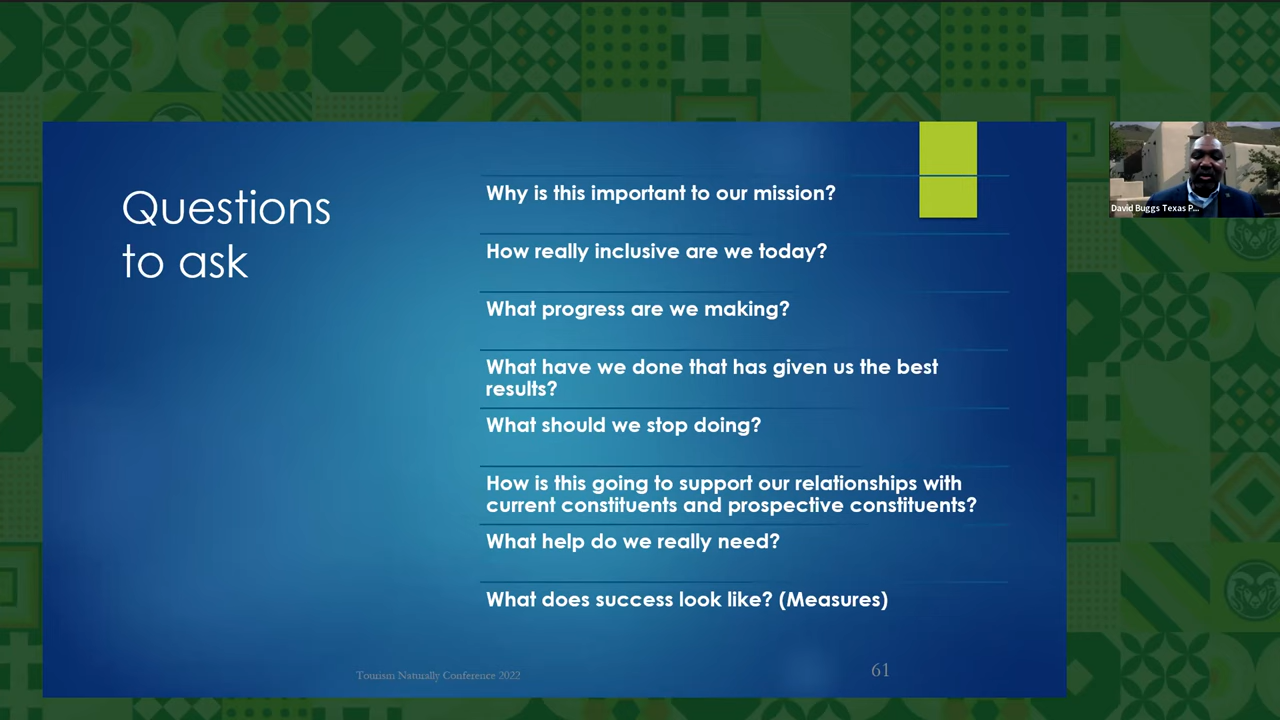 Questions
to ask
Why is this important to our mission?
How really inclusive are we today?
What progress are we making?
What have we done that has given us the best
results?
What should we stop doing?
How is this going to support our relationships with
current constituents and prospective constituents?
What help do we really need?
What does success look like? (Measures)
Tourism Naturally Conference 2022
61
David Buggs Texas P...